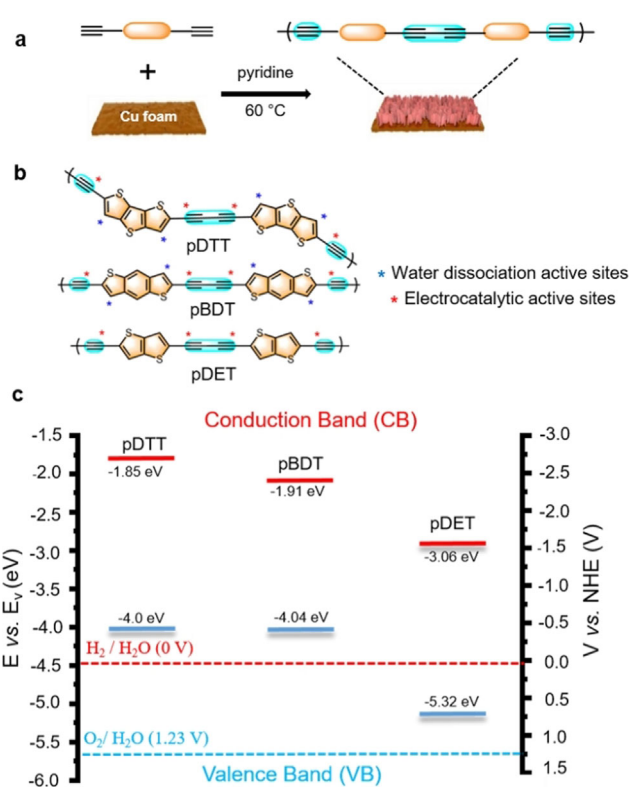 a
+
pyridine
60 °C
Cu foam
b
S
S
S
S
S
S
pDTT
S
S
S
S
pBDT
S
S
S
S
pDET
* Water dissociation active sites
* Electrocatalytic active sites
c
Conduction Band (CB)
E vs. Ev (eV)
-1.5
-2.0
-2.5
-3.0
-3.5
-4.0
-4.5
-5.0
-5.5
-6.0
pDTT
-1.85 eV
pBDT
-1.91 eV
pDET
-3.06 eV
-4.0 eV
-4.04 eV
H2 / H2O (0 V)
-5.32 eV
O2/ H2O (1.23 V)
Valence Band (VB)
-3.0
-2.5
-2.0
-1.5
-1.0
-0.5
0.0
0.5
1.0
1.5
V vs. NHE (V)